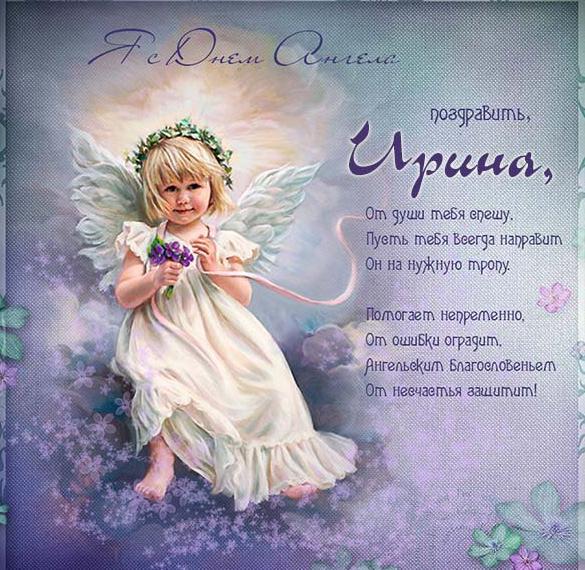 Я с Днем Ангела
поздравить,
Ирина,
От души тебя спешу.
Пусть тебя всегда направит
Он на нужную тропу.
Помогает непременно,
От ошибки оградит,
Ангельским благословеньем
От несчастья защитит!